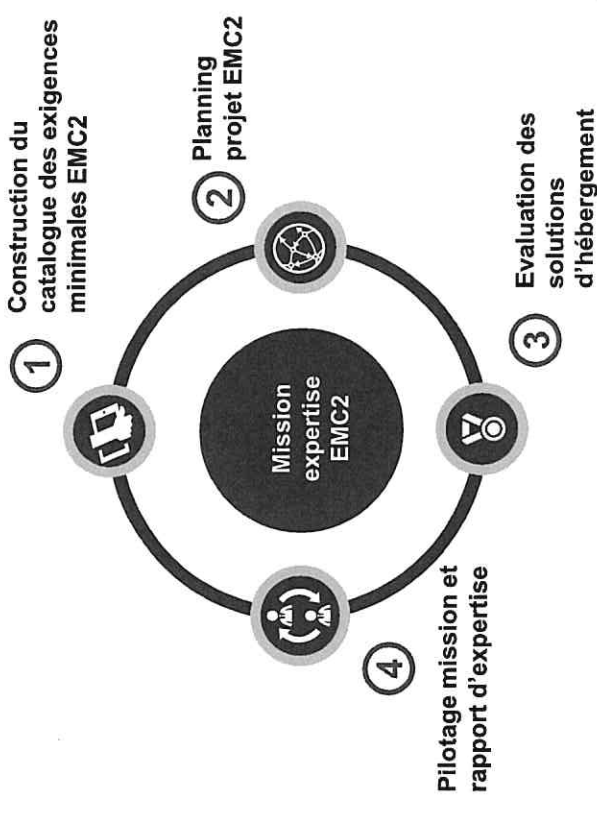 1
Construction du
catalogue des exigences
minimales EMC2
2
Planning
projet EMC2
Mission
expertise
EMC2
3
Evaluation des
solutions
d'hébergement
4
Pilotage mission et
rapport d'expertise